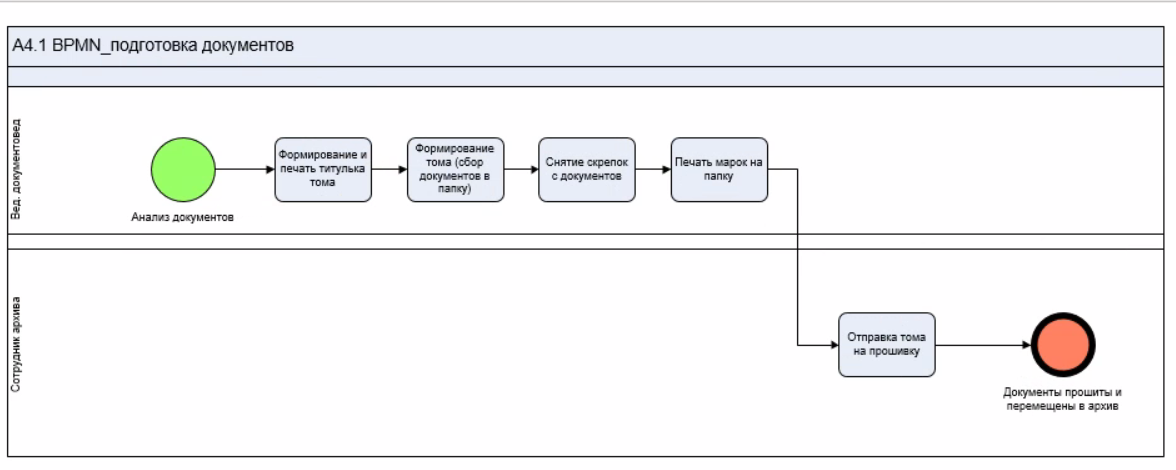 A4.1 BPMN_подготовка документов
Вед. документовед
Формирование и
печать титулька
тома
Формирование
тома (сбор
документов в
папку)
Снятие скрепок
с документов
Печать марок на
папку
Анализ документов
Сотрудник архива
Отправка тома
на прошивку
Документы прошиты и
перемещены в архив